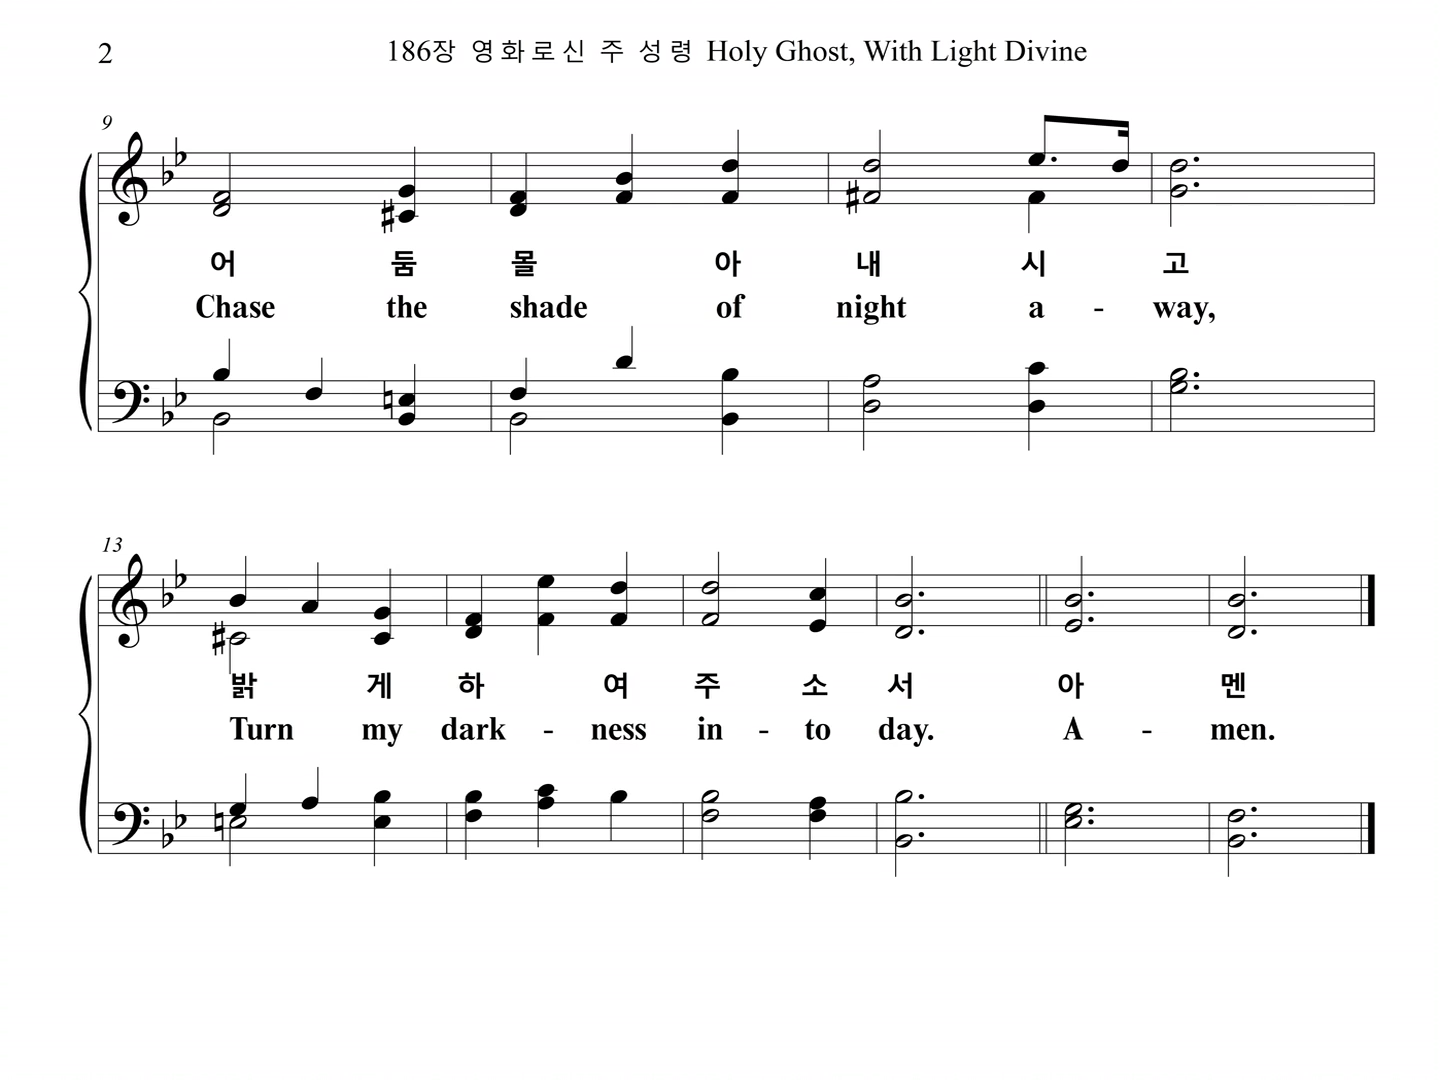 2
186장 영화로신 주 성령 Holy Ghost, With Light Divine
9
어 둠 몰 아 내 시 고
Chase the shade of night a - way,
13
밝 게 하 여 주 소 서 아 멘
Turn my dark - ness in - to day. A - men.